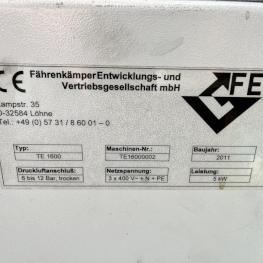 CE FährenkämperEntwicklungs- und
Vertriebsgesellschaft mbH
FE
Kampstr. 35
D-32584 Löhne
Tel.: +49 (0) 57 31 / 8 60 01 – 0
Typ: Maschinen-Nr.: Baujahr:
TE 1600 TE16000002 2011
Druckluftanschluß: Netzspannung: Leistung:
6 bis 12 Bar, trocken 3 x 400 V~ + N + PE 5 kW